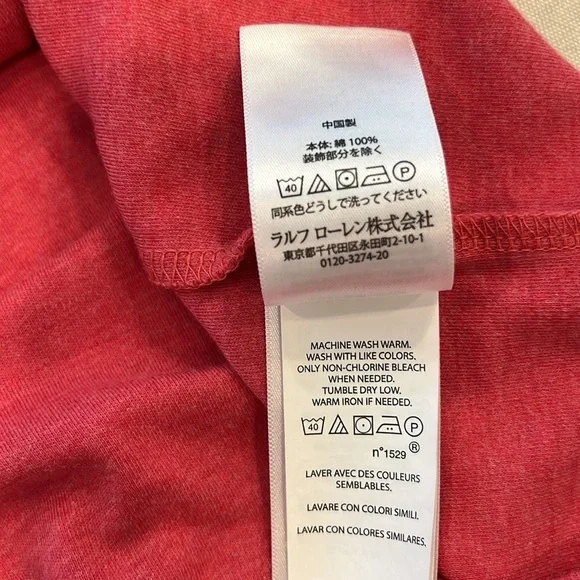 中国製
本体: 綿 100%
装飾部分を除く
40 P
同系色どうしで洗ってください
ラルフ ローレン株式会社
東京都千代田区永田町2-10-1
0120-3274-20
MACHINE WASH WARM.
WASH WITH LIKE COLORS.
ONLY NON-CHLORINE BLEACH
WHEN NEEDED.
TUMBLE DRY LOW.
WARM IRON IF NEEDED.
40 P
®
n°1529
LAVER AVEC DES COULEURS
SEMBLABLES.
LAVARE CON COLORI SIMILI.
LAVAR CON COLORES SIMILARES.